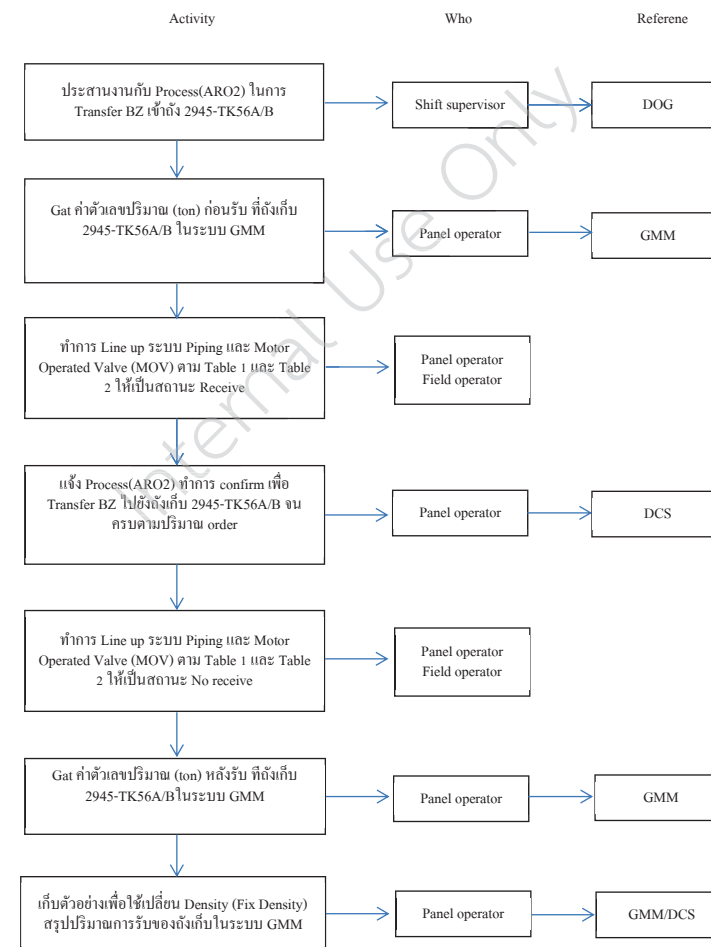 Activity
Who
Referene
ประสานงานกับ Process(ARO2) ในการ
Transfer BZ เข้าถัง 2945-TK56A/B
Shift supervisor
DOG
Gat ค่าตัวเลขปริมาณ (ton) ก่อนรับ ที่ถังเก็บ
2945-TK56A/B ในระบบ GMM
Panel operator
GMM
ทำการ Line up ระบบ Piping และ Motor
Operated Valve (MOV) ตาม Table 1 และ Table
2 ให้เป็นสถานะ Receive
Panel operator
Field operator
แจ้ง Process(ARO2) ทำการ confirm เพื่อ
Transfer BZ ไปยังถังเก็บ 2945-TK56A/B จน
ครบตามปริมาณ order
Panel operator
DCS
ทำการ Line up ระบบ Piping และ Motor
Operated Valve (MOV) ตาม Table 1 และ Table
2 ให้เป็นสถานะ No receive
Panel operator
Field operator
Gat ค่าตัวเลขปริมาณ (ton) หลังรับ ที่ถังเก็บ
2945-TK56A/Bในระบบ GMM
Panel operator
GMM
เก็บตัวอย่างเพื่อใช้เปลี่ยน Density (Fix Density)
สรุปปริมาณการรับของถังเก็บในระบบ GMM
Panel operator
GMM/DCS
Internal Use Only